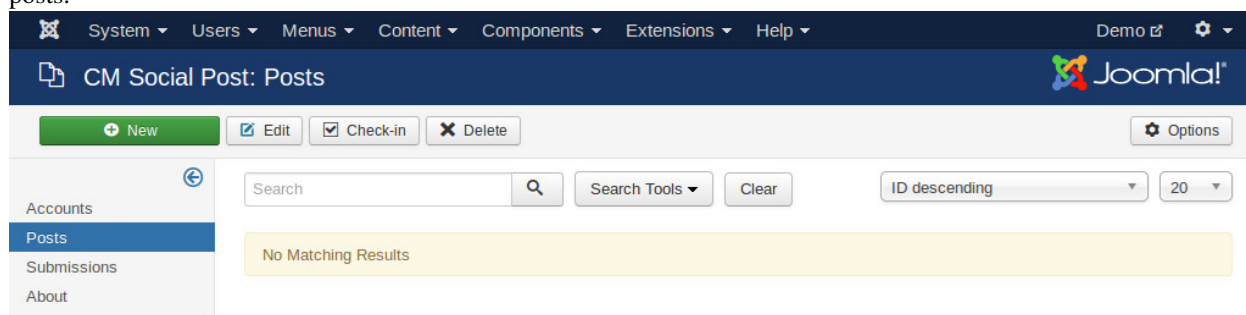 posts.
System Users Menus Content Components Extensions Help Demo
CM Social Post: Posts Joomla!®
New Edit Check-in Delete Options
Search Search Tools Clear ID descending 20
Accounts
Posts
No Matching Results
Submissions
About